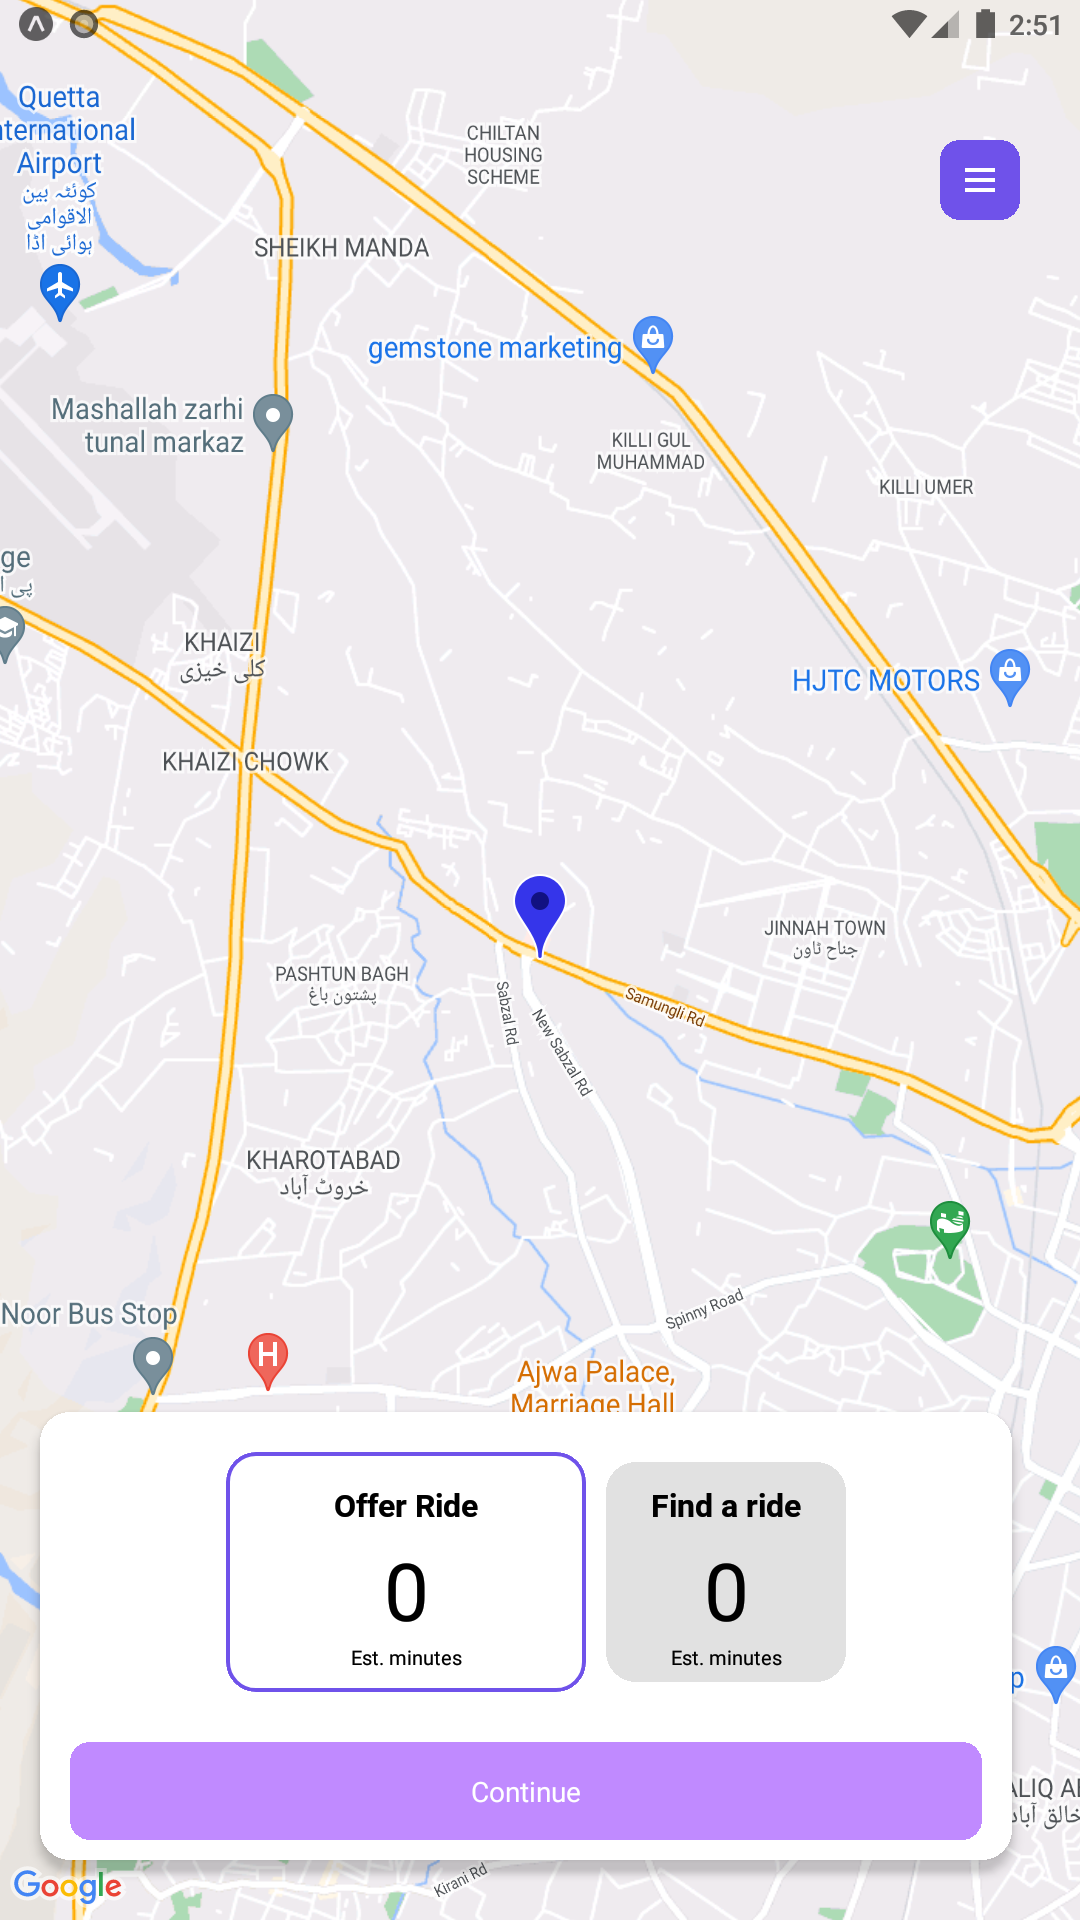 2:51
Quetta
nternational
Airport
کوئٹہ بین
الاقوامی
ہوائی اڈا
CHILTAN
HOUSING
SCHEME
SHEIKH MANDA
gemstone marketing
Mashallah zarhi
tunal markaz
KILLI GUL
MUHAMMAD
KILLI UMER
ge
پی ا
KHAIZI
کلی خیزی
HJTC MOTORS
KHAIZI CHOWK
JINNAH TOWN
جناح ٹاون
PASHTUN BAGH
پشتون باغ
Sabzal Rd
New Sabzal Rd
Samungli Rd
KHAROTABAD
خروٹ آباد
Noor Bus Stop
H
Spinny Road
Ajwa Palace,
Marriage Hall
Offer Ride
0
Est. minutes
Find a ride
0
Est. minutes
p
Continue
ALIQ AB
خالق آباد
Kirani Rd
Google